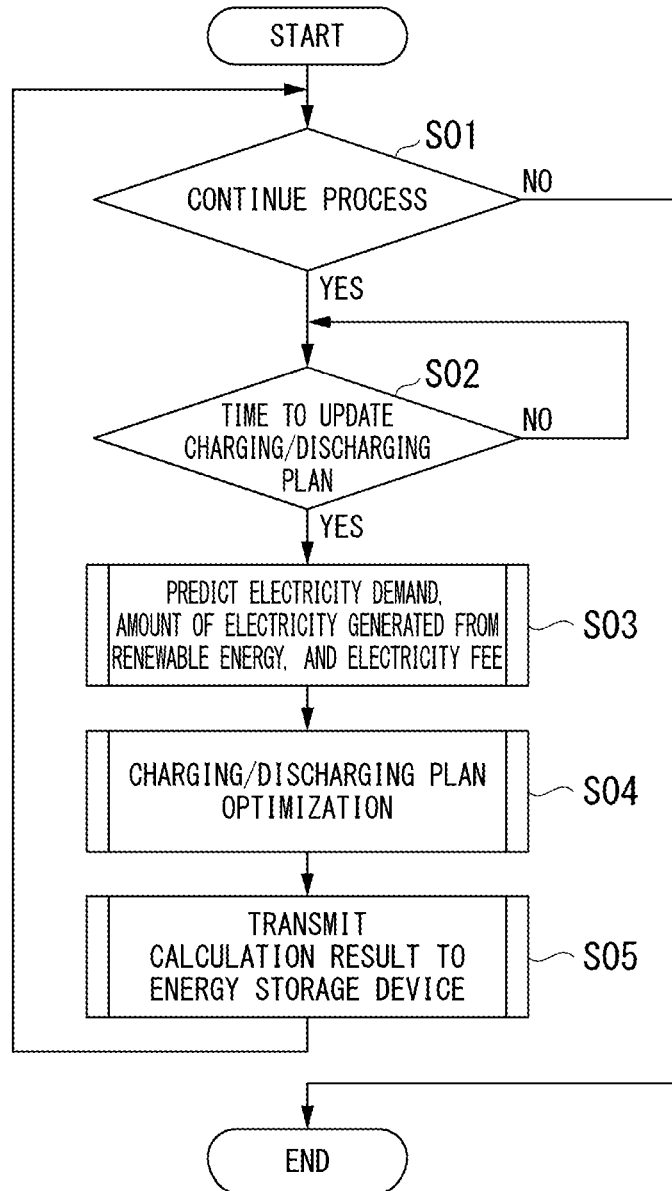 START
S01
CONTINUE PROCESS
NO
YES
S02
TIME TO UPDATE
CHARGING/DISCHARGING
PLAN
NO
YES
PREDICT ELECTRICITY DEMAND,
AMOUNT OF ELECTRICITY GENERATED FROM
RENEWABLE ENERGY, AND ELECTRICITY FEE
S03
CHARGING/DISCHARGING PLAN
OPTIMIZATION
S04
TRANSMIT
CALCULATION RESULT TO
ENERGY STORAGE DEVICE
S05
END